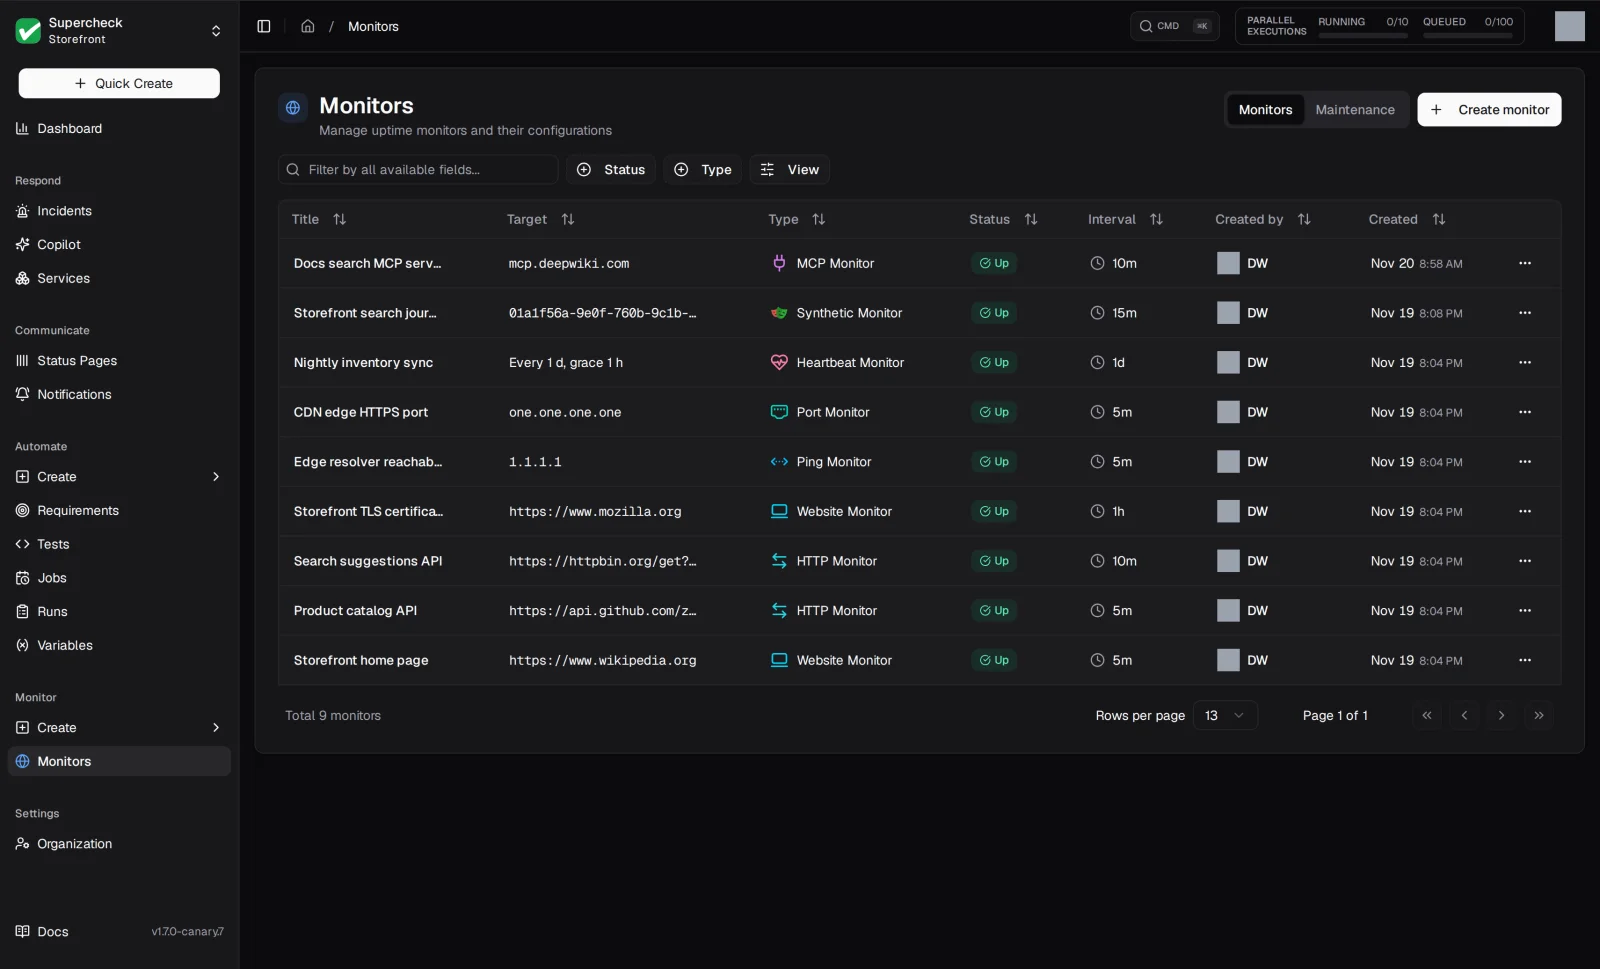 Supercheck
Storefront
Quick Create
Dashboard
Respond
Incidents
Copilot
Services
Communicate
Status Pages
Notifications
Automate
Create
Requirements
Tests
Jobs
Runs
Variables
Monitor
Create
Monitors
Settings
Organization
Docs v1.7.0-canary.7
/ Monitors
CMD ⌘K
PARALLEL EXECUTIONS
RUNNING 0/10 QUEUED 0/100
Monitors
Manage uptime monitors and their configurations
Monitors Maintenance Create monitor
Filter by all available fields... Status Type View
Title Target Type Status Interval Created by Created
Docs search MCP serv... mcp.deepwiki.com MCP Monitor Up 10m DW Nov 20 8:58 AM
Storefront search jour... 01a1f56a-9e0f-760b-9c1b-... Synthetic Monitor Up 15m DW Nov 19 8:08 PM
Nightly inventory sync Every 1 d, grace 1 h Heartbeat Monitor Up 1d DW Nov 19 8:04 PM
CDN edge HTTPS port one.one.one.one Port Monitor Up 5m DW Nov 19 8:04 PM
Edge resolver reachab... 1.1.1.1 Ping Monitor Up 5m DW Nov 19 8:04 PM
Storefront TLS certifica... https://www.mozilla.org Website Monitor Up 1h DW Nov 19 8:04 PM
Search suggestions API https://httpbin.org/get?... HTTP Monitor Up 10m DW Nov 19 8:04 PM
Product catalog API https://api.github.com/z... HTTP Monitor Up 5m DW Nov 19 8:04 PM
Storefront home page https://www.wikipedia.org Website Monitor Up 5m DW Nov 19 8:04 PM
Total 9 monitors Rows per page 13 Page 1 of 1